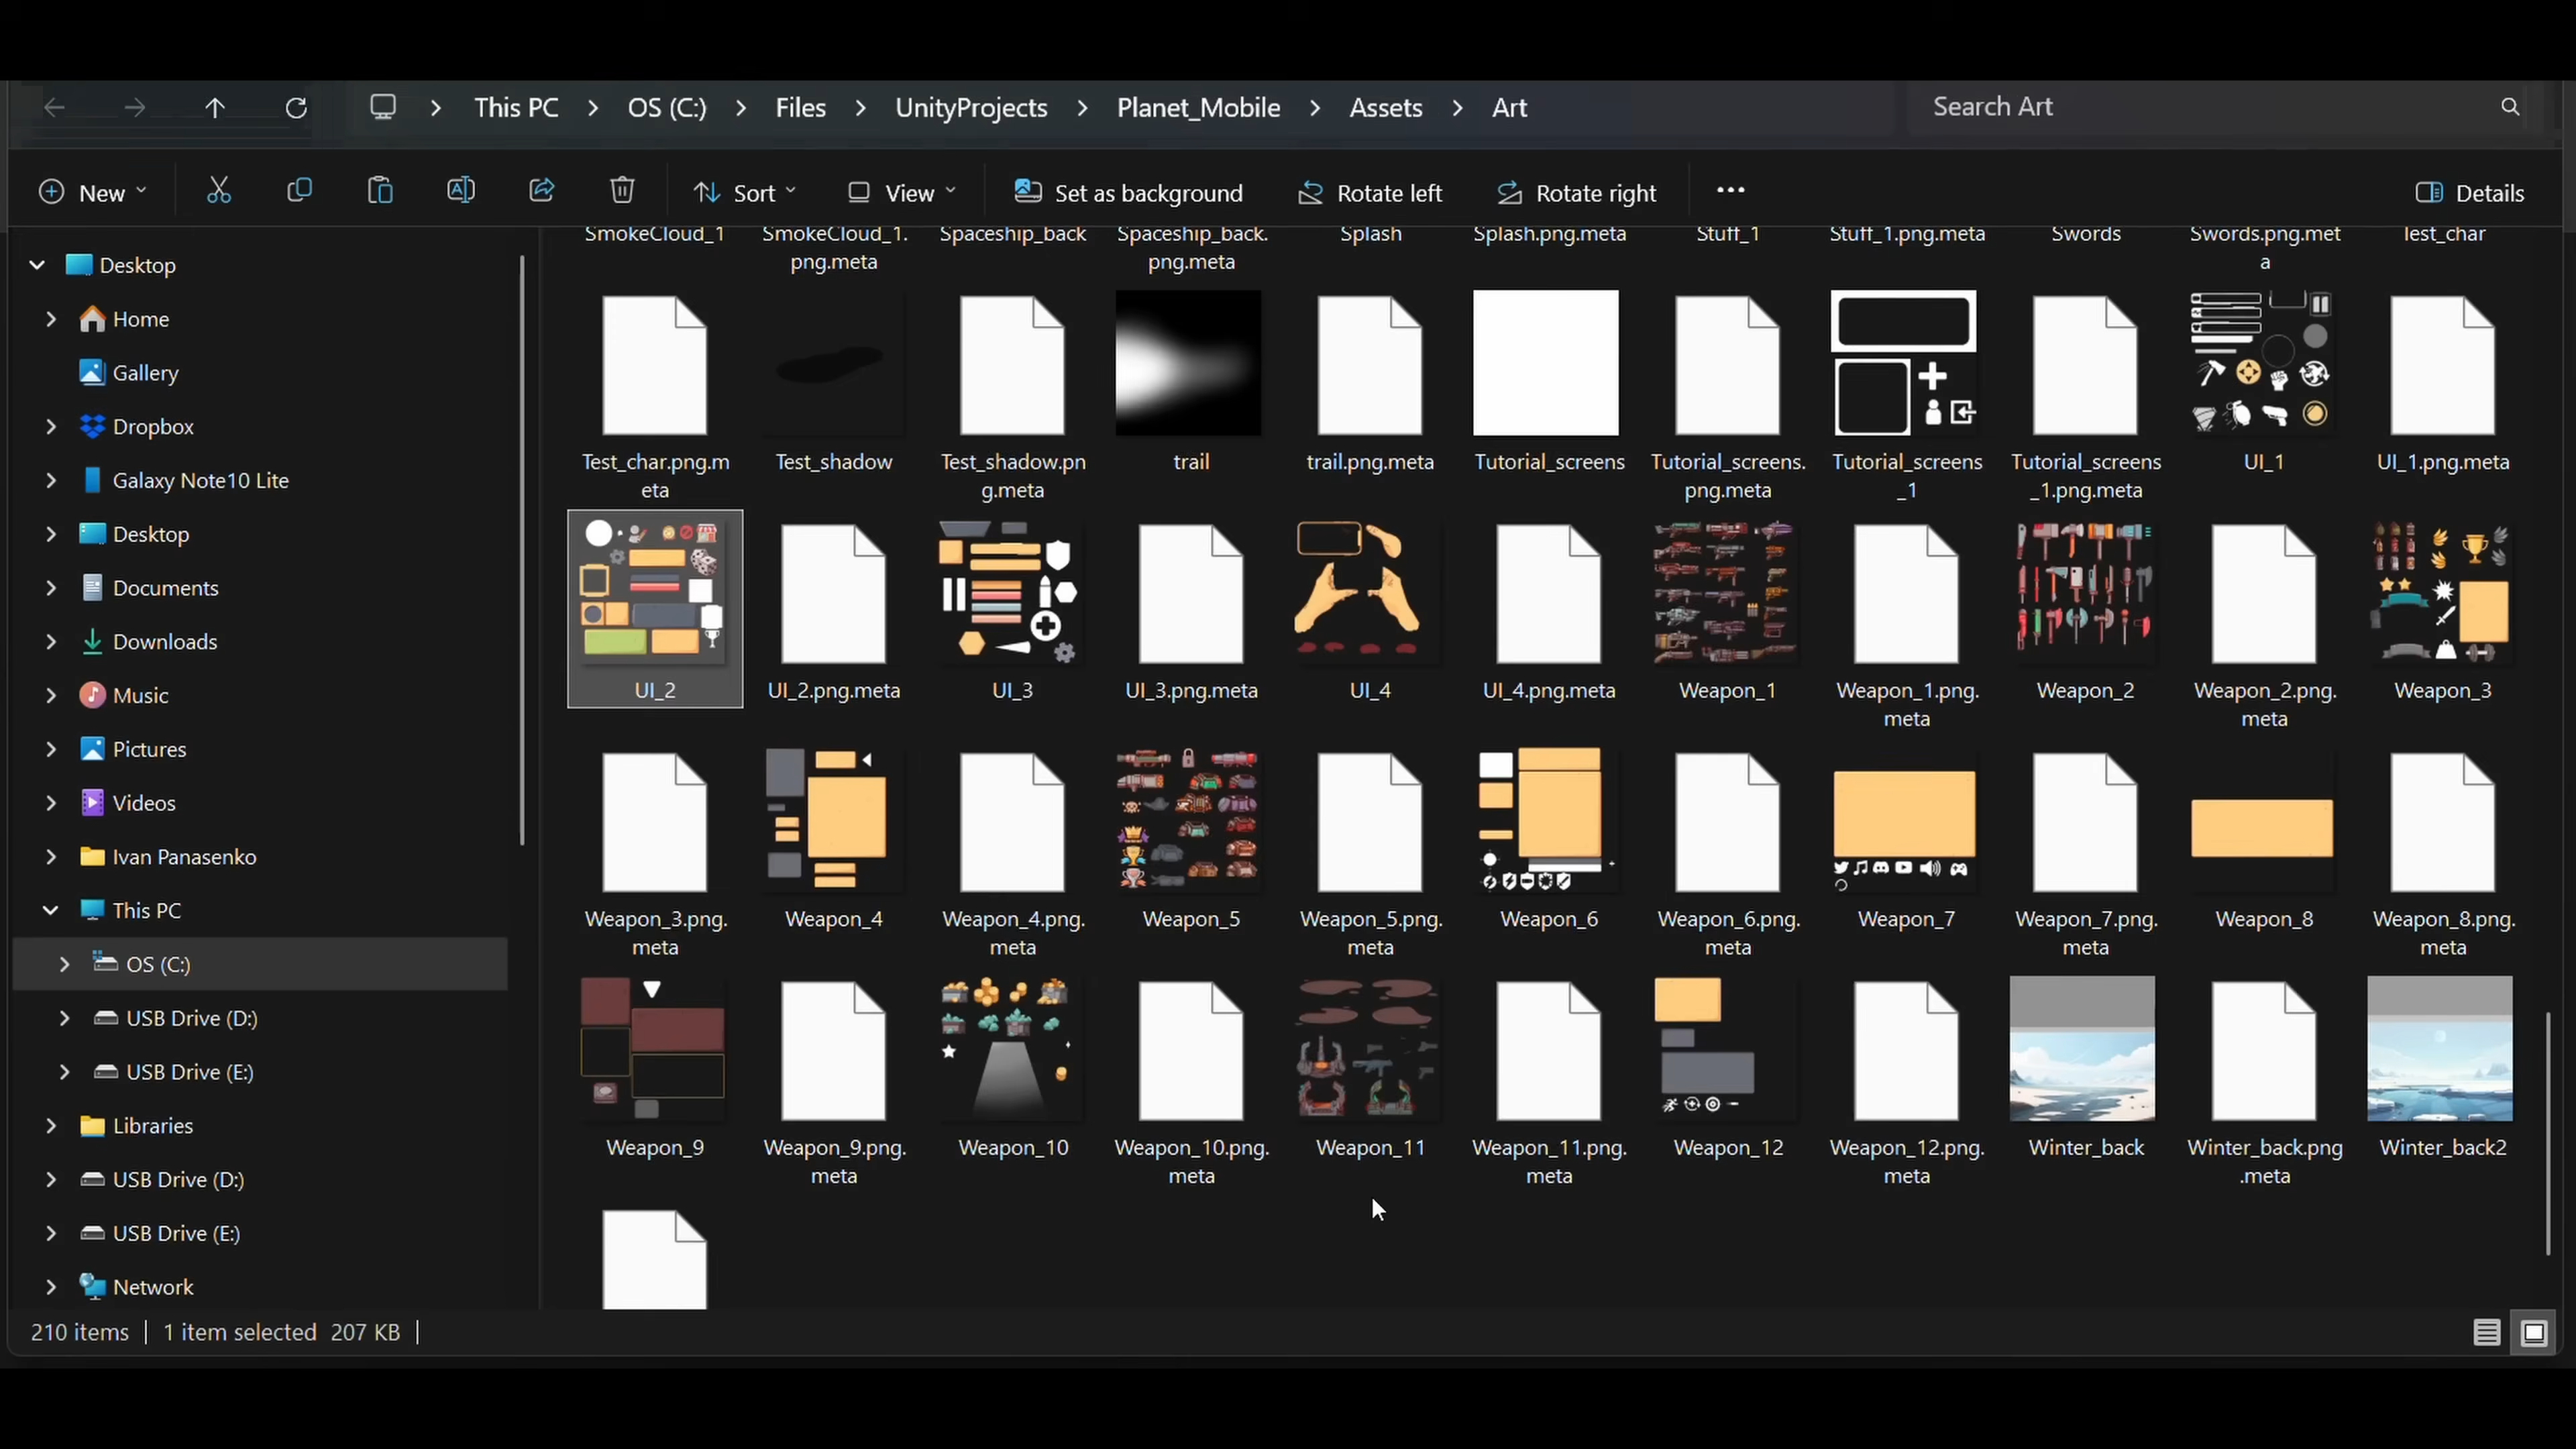 This PC > OS (C:) > Files > UnityProjects > Planet_Mobile > Assets > Art
Search Art
New
Sort
View
Set as background
Rotate left
Rotate right
Details
Desktop
Home
Gallery
Dropbox
Galaxy Note10 Lite
Desktop
Documents
Downloads
Music
Pictures
Videos
Ivan Panasenko
This PC
OS (C:)
USB Drive (D:)
USB Drive (E:)
Libraries
USB Drive (D:)
USB Drive (E:)
Network
SmokeCloud_1
SmokeCloud_1.
png.meta
Spaceship_back
Spaceship_back.
png.meta
Splash
Splash.png.meta
Stuff_1
Stuff_1.png.meta
Swords
Swords.png.met
a
Test_char
Test_char.png.m
eta
Test_shadow
Test_shadow.pn
g.meta
trail
trail.png.meta
Tutorial_screens
Tutorial_screens.
png.meta
Tutorial_screens
_1
Tutorial_screens
_1.png.meta
UI_1
UI_1.png.meta
UI_2
UI_2.png.meta
UI_3
UI_3.png.meta
UI_4
UI_4.png.meta
Weapon_1
Weapon_1.png.
meta
Weapon_2
Weapon_2.png.
meta
Weapon_3
Weapon_3.png.
meta
Weapon_4
Weapon_4.png.
meta
Weapon_5
Weapon_5.png.
meta
Weapon_6
Weapon_6.png.
meta
Weapon_7
Weapon_7.png.
meta
Weapon_8
Weapon_8.png.
meta
Weapon_9
Weapon_9.png.
meta
Weapon_10
Weapon_10.png.
meta
Weapon_11
Weapon_11.png.
meta
Weapon_12
Weapon_12.png.
meta
Winter_back
Winter_back.png
.meta
Winter_back2
210 items
1 item selected 207 KB